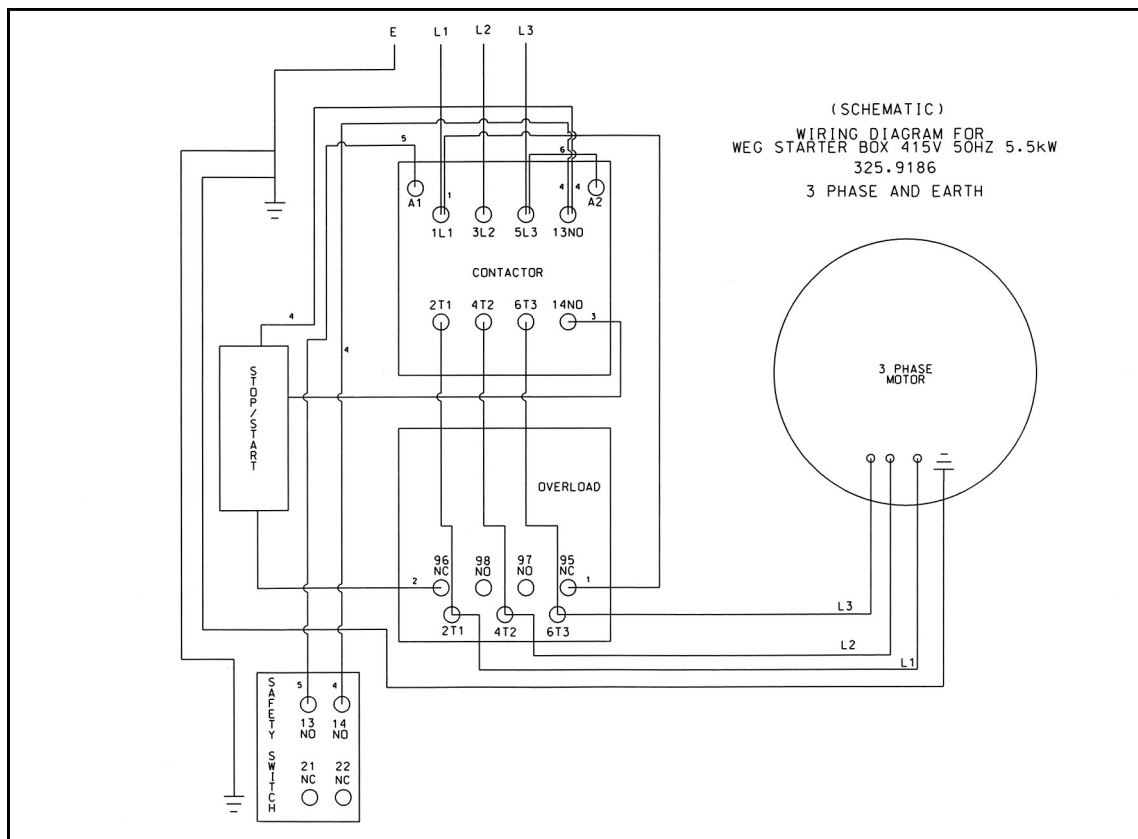 E L1 L2 L3
(SCHEMATIC)
WIRING DIAGRAM FOR
WEG STARTER BOX 415V 50HZ 5.5kW
325.9186
3 PHASE AND EARTH
5
6
1
4 4
A1
A2
1L1 3L2 5L3 13NO
CONTACTOR
2T1 4T2 6T3 14NO
3
4
4
STOP/START
3 PHASE
MOTOR
OVERLOAD
96 98 97 95
NC NO NO NC
2
1
2T1 4T2 6T3
L3
L2
L1
SAFETY SWITCH
5 4
13 14
NO NO
21 22
NC NC